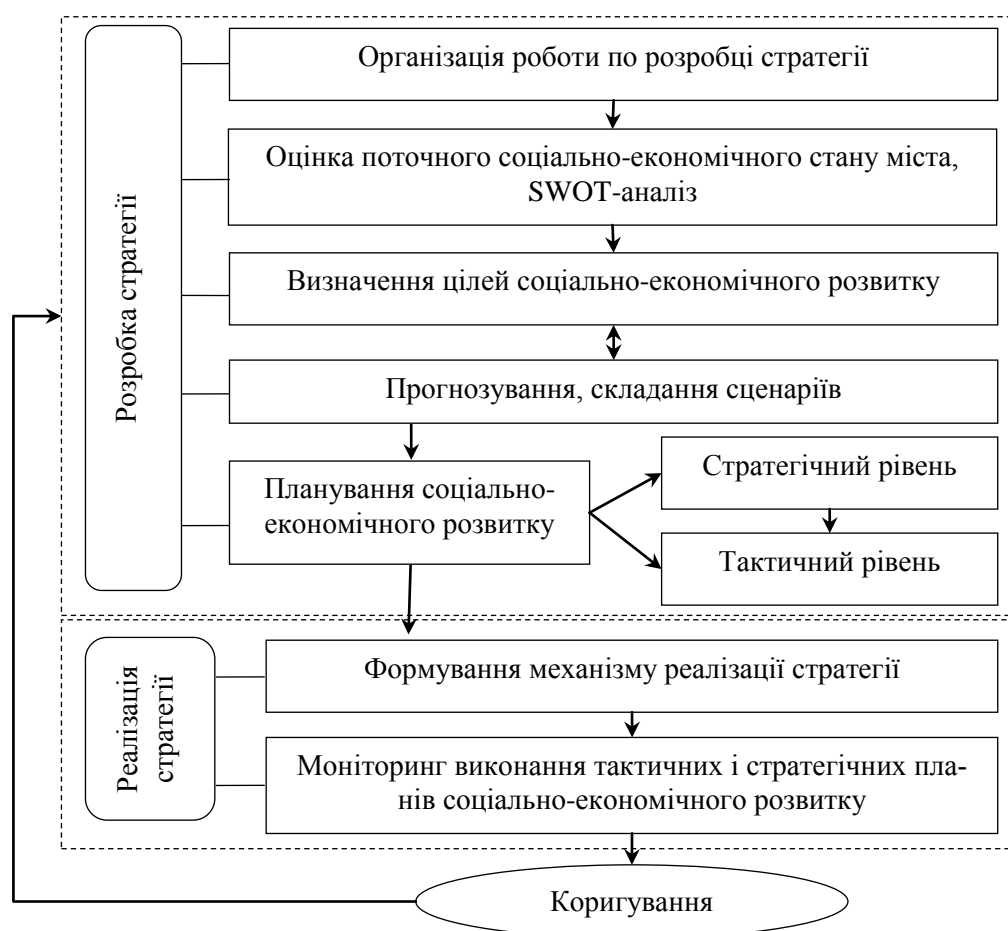 Розробка стратегії
Організація роботи по розробці стратегії
Оцінка поточного соціально-економічного стану міста,
SWOT-аналіз
Визначення цілей соціально-економічного розвитку
Прогнозування, складання сценаріїв
Планування соціально-
економічного розвитку
Стратегічний рівень
Тактичний рівень
Реалізація
стратегії
Формування механізму реалізації стратегії
Моніторинг виконання тактичних і стратегічних пла-
нів соціально-економічного розвитку
Коригування